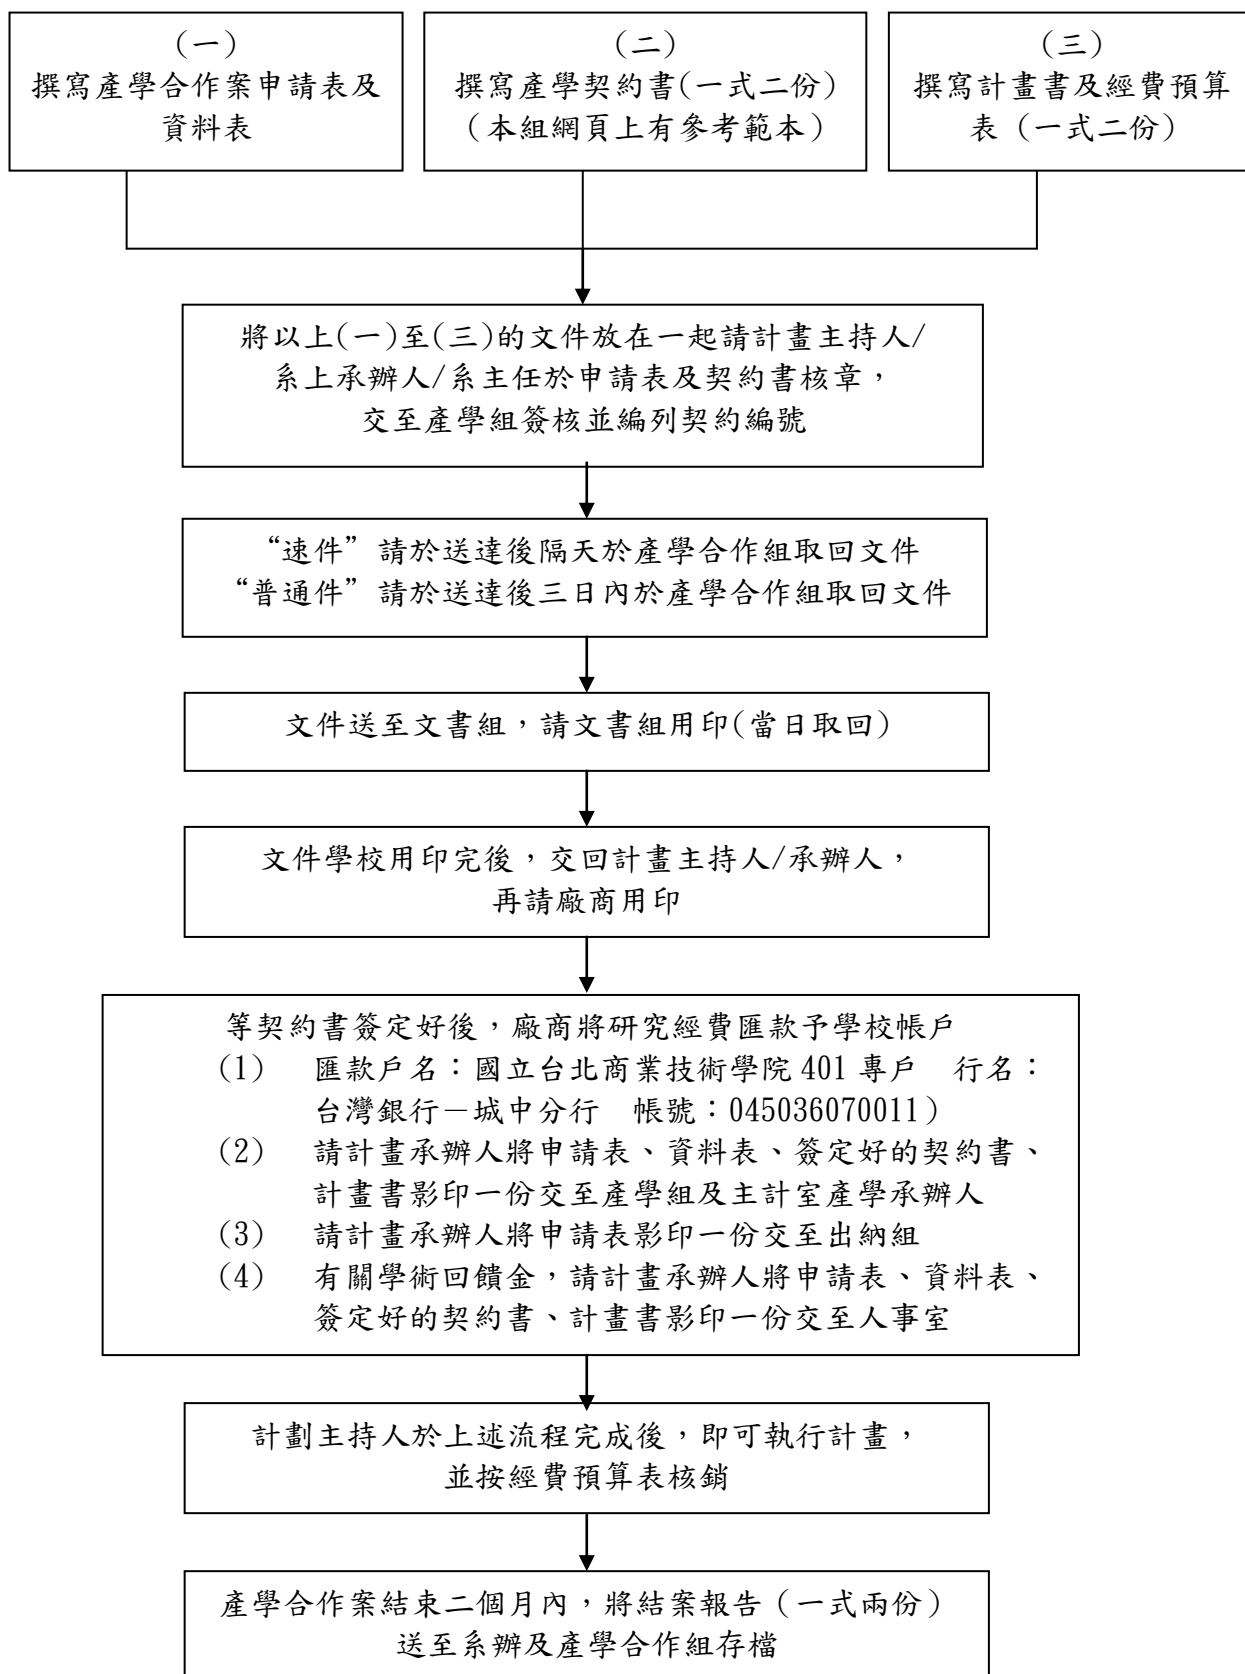 (一)
撰寫產學合作案申請表及
資料表
(二)
撰寫產學契約書(一式二份)
(本組網頁上有參考範本)
(三)
撰寫計畫書及經費預算
表(一式二份)
將以上(一)至(三)的文件放在一起請計畫主持人/
系上承辦人/系主任於申請表及契約書核章，
交至產學組簽核並編列契約編號
“速件”請於送達後隔天於產學合作組取回文件
“普通件”請於送達後三日內於產學合作組取回文件
文件送至文書組，請文書組用印(當日取回)
文件學校用印完後，交回計畫主持人/承辦人，
再請廠商用印
等契約書簽定好後，廠商將研究經費匯款予學校帳戶
(1) 匯款戶名：國立台北商業技術學院 401 專戶 行名：
台灣銀行－城中分行 帳號：045036070011)
(2) 請計畫承辦人將申請表、資料表、簽定好的契約書、
計畫書影印一份交至產學組及主計室產學承辦人
(3) 請計畫承辦人將申請表影印一份交至出納組
(4) 有關學術回饋金，請計畫承辦人將申請表、資料表、
簽定好的契約書、計畫書影印一份交至人事室
計劃主持人於上述流程完成後，即可執行計畫，
並按經費預算表核銷
產學合作案結束二個月內，將結案報告(一式兩份)
送至系辦及產學合作組存檔